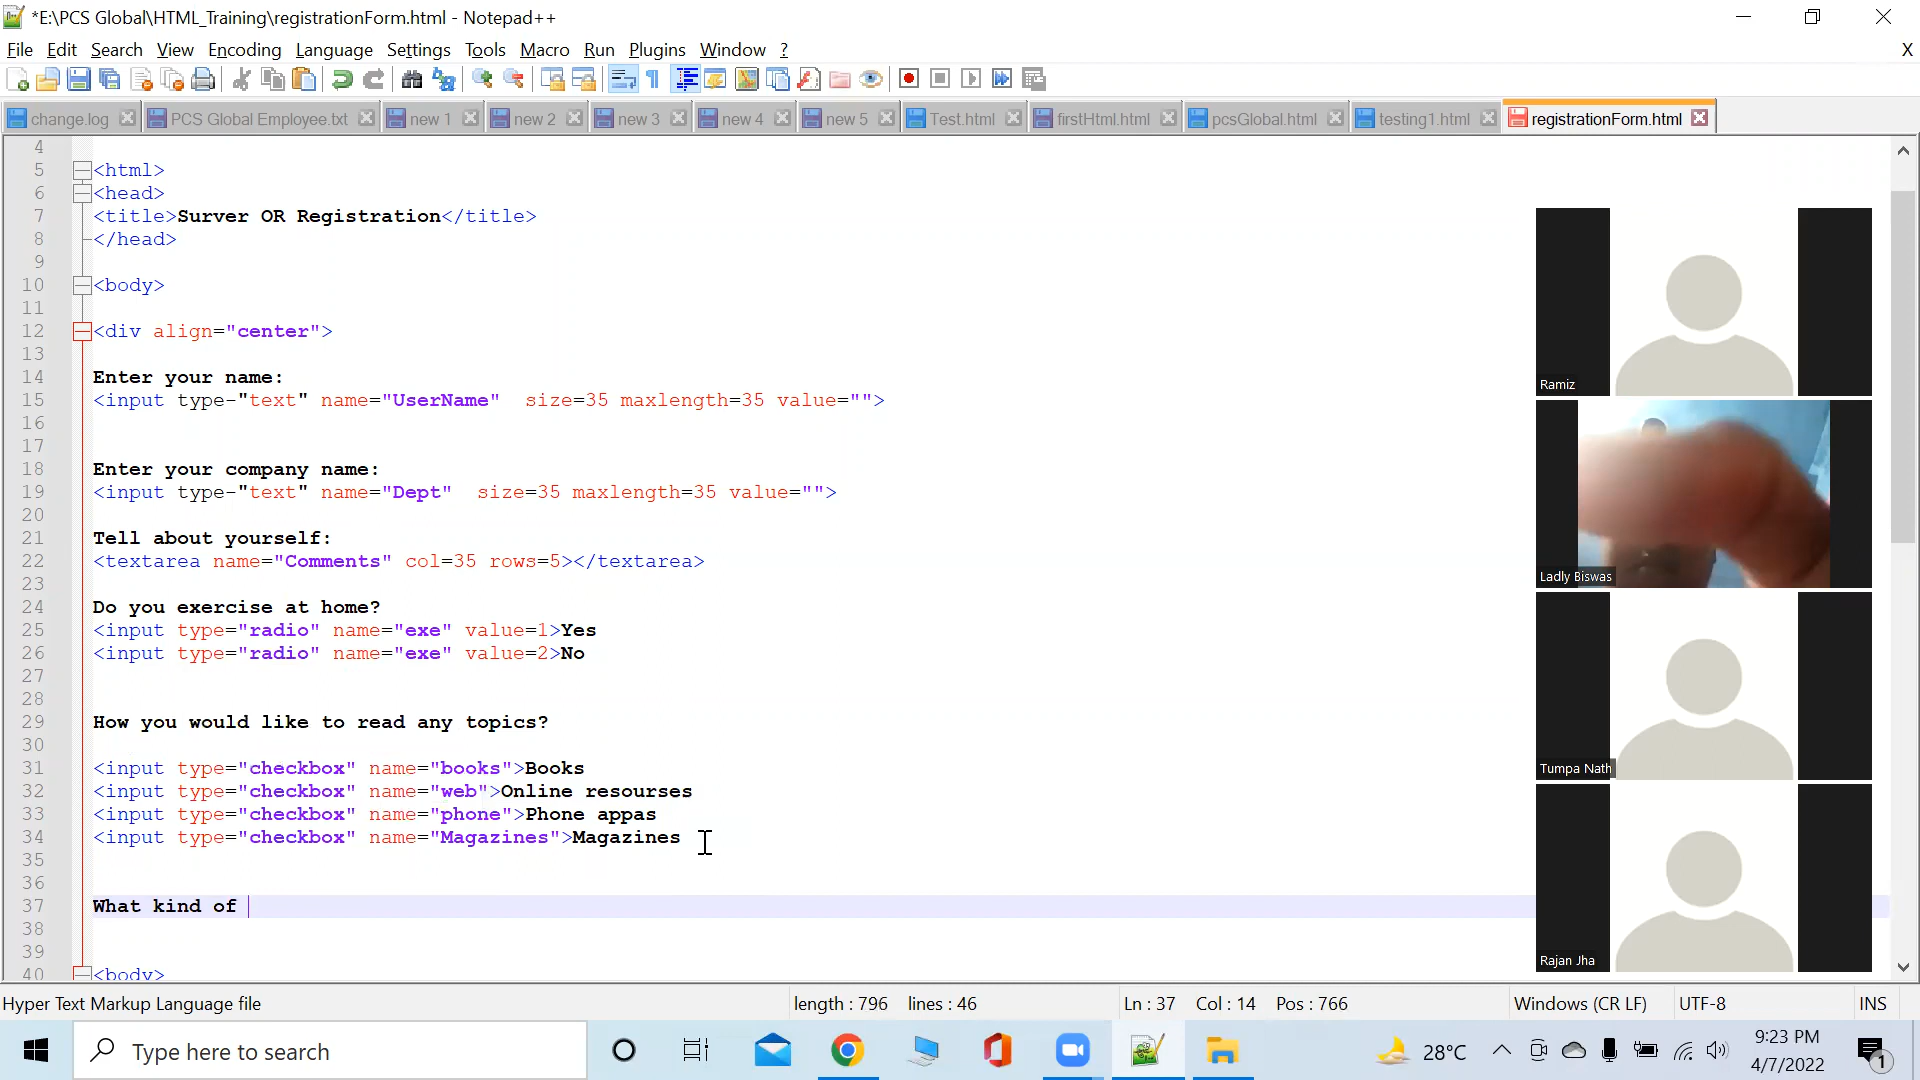 *E:\PCS Global\HTML_Training\registrationForm.html - Notepad++
File Edit Search View Encoding Language Settings Tools Macro Run Plugins Window ? X
change.log PCS Global Employee.txt new 1 new 2 new 3 new 4 new 5 Test.html firstHtml.html pcsGlobal.html testing1.html registrationForm.html
4
5 <html>
6 <head>
7 <title>Surver OR Registration</title>
8 </head>
9
10 <body>
11
12 <div align="center">
13
14 Enter your name:
15 <input type-"text" name="UserName"  size=35 maxlength=35 value="">
16
17
18 Enter your company name:
19 <input type-"text" name="Dept"  size=35 maxlength=35 value="">
20
21 Tell about yourself:
22 <textarea name="Comments" col=35 rows=5></textarea>
23
24 Do you exercise at home?
25 <input type="radio" name="exe" value=1>Yes
26 <input type="radio" name="exe" value=2>No
27
28
29 How you would like to read any topics?
30
31 <input type="checkbox" name="books">Books
32 <input type="checkbox" name="web">Online resourses
33 <input type="checkbox" name="phone">Phone appas
34 <input type="checkbox" name="Magazines">Magazines
35
36
37 What kind of
38
39
40 <body>
Ramiz
Ladly Biswas
Tumpa Nath
Rajan Jha
Hyper Text Markup Language file length : 796 lines : 46 Ln : 37 Col : 14 Pos : 766 Windows (CR LF) UTF-8 INS
Type here to search 28°C 9:23 PM
4/7/2022 1